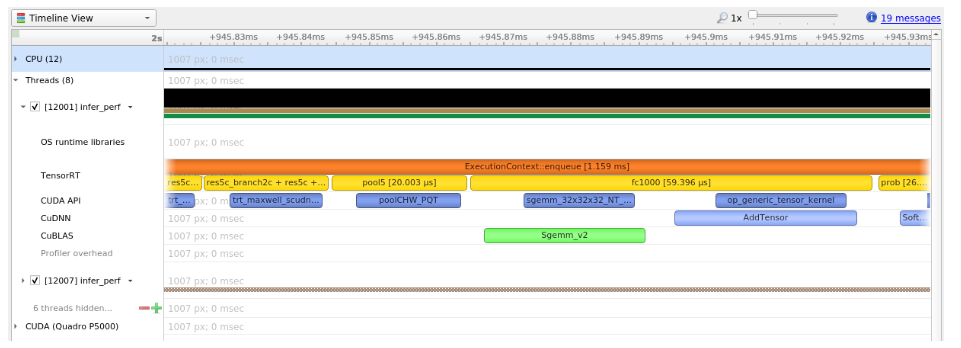 Timeline View 1x 19 messages
2s +945.83ms +945.84ms +945.85ms +945.86ms +945.87ms +945.88ms +945.89ms +945.9ms +945.91ms +945.92ms +945.93ms
CPU (12) 1007 px; 0 msec
Threads (8) 1007 px; 0 msec
[12001] infer_perf
OS runtime libraries 1007 px; 0 msec
ExecutionContext::enqueue [1.159 ms]
TensorRT
res5c... res5c_branch2c + res5c +... pool5 [20.003 µs] fc1000 [59.396 µs] prob [26....
CUDA API trt_... px; 0 msec trt_maxwell_scudn... poolCHW_PQT sgemm_32x32x32_NT_... op_generic_tensor_kernel
CuDNN 1007 px; 0 msec AddTensor Soft...
CuBLAS 1007 px; 0 msec Sgemm_v2
Profiler overhead 1007 px; 0 msec
[12007] infer_perf 1007 px; 0 msec
6 threads hidden... 1007 px; 0 msec
CUDA (Quadro P5000) 1007 px; 0 msec